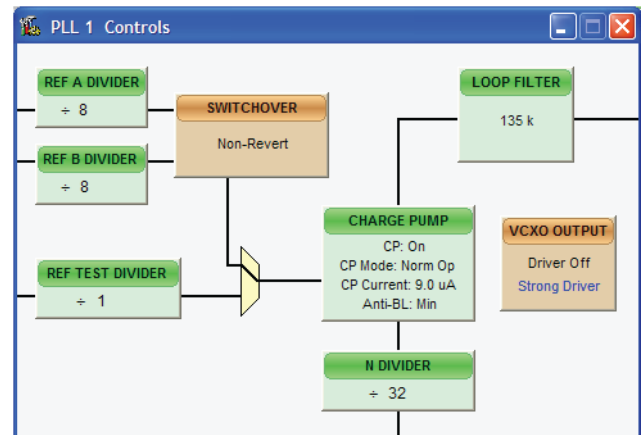 PLL 1 Controls
REF A DIVIDER
÷ 8
SWITCHOVER
Non-Revert
REF B DIVIDER
÷ 8
LOOP FILTER
135 k
CHARGE PUMP
CP: On
CP Mode: Norm Op
CP Current: 9.0 uA
Anti-BL: Min
VCXO OUTPUT
Driver Off
Strong Driver
REF TEST DIVIDER
÷ 1
N DIVIDER
÷ 32